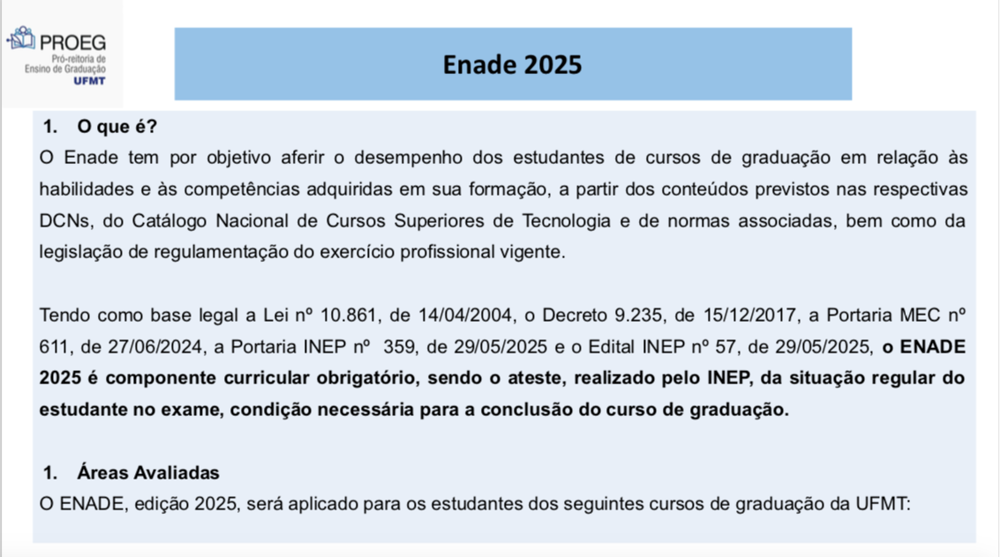 PROEG
Pró-reitoria de
Ensino de Graduação
UFMT
Enade 2025
1. O que é?
O Enade tem por objetivo aferir o desempenho dos estudantes de cursos de graduação em relação às
habilidades e às competências adquiridas em sua formação, a partir dos conteúdos previstos nas respectivas
DCNs, do Catálogo Nacional de Cursos Superiores de Tecnologia e de normas associadas, bem como da
legislação de regulamentação do exercício profissional vigente.
Tendo como base legal a Lei nº 10.861, de 14/04/2004, o Decreto 9.235, de 15/12/2017, a Portaria MEC nº
611, de 27/06/2024, a Portaria INEP nº 359, de 29/05/2025 e o Edital INEP nº 57, de 29/05/2025, o ENADE
2025 é componente curricular obrigatório, sendo o ateste, realizado pelo INEP, da situação regular do
estudante no exame, condição necessária para a conclusão do curso de graduação.
1. Áreas Avaliadas
O ENADE, edição 2025, será aplicado para os estudantes dos seguintes cursos de graduação da UFMT: